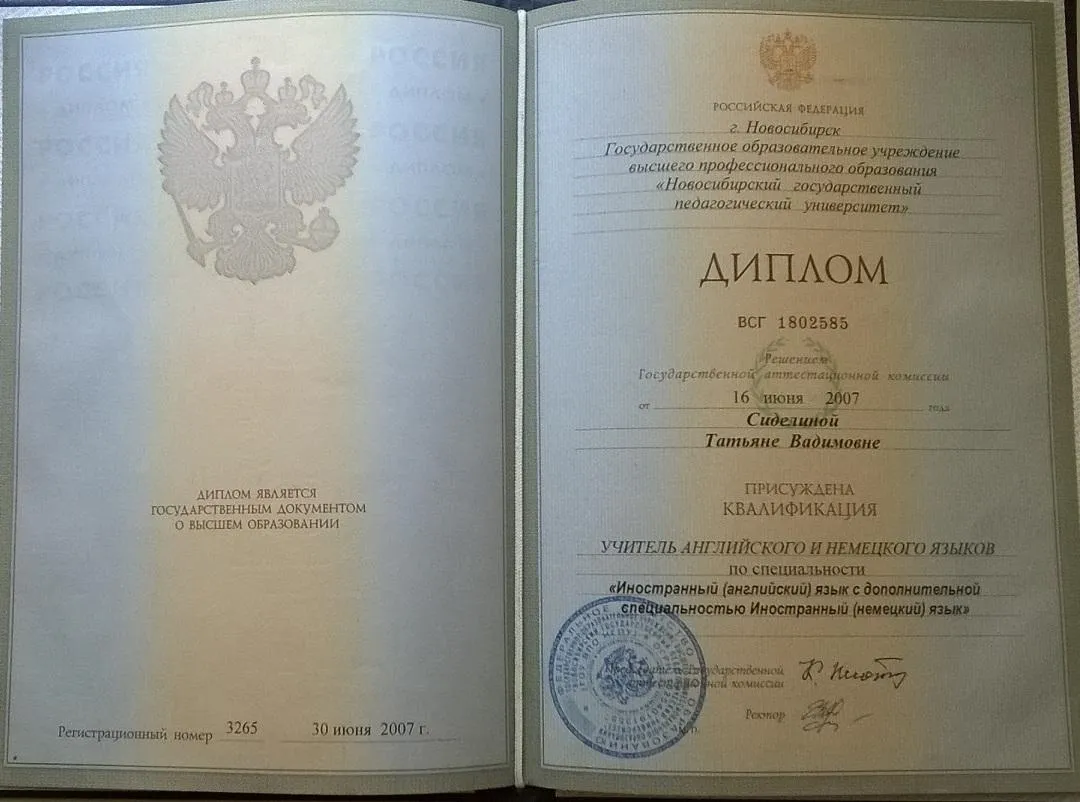 ДИПЛОМ ЯВЛЯЕТСЯ
ГОСУДАРСТВЕННЫМ ДОКУМЕНТОМ
О ВЫСШЕМ ОБРАЗОВАНИИ
Регистрационный номер 3265 30 июня 2007 г.
РОССИЙСКАЯ ФЕДЕРАЦИЯ
г. Новосибирск
Государственное образовательное учреждение
высшего профессионального образования
«Новосибирский государственный
педагогический университет»
ДИПЛОМ
ВСГ 1802585
Решением
Государственной аттестационной комиссии
от 16 июня 2007 года
Сиделиной
Татьяне Вадимовне
ПРИСУЖДЕНА
КВАЛИФИКАЦИЯ
УЧИТЕЛЬ АНГЛИЙСКОГО И НЕМЕЦКОГО ЯЗЫКОВ
по специальности
«Иностранный (английский) язык с дополнительной
специальностью Иностранный (немецкий) язык»
Председатель Государственной
аттестационной комиссии
Ректор
М.П.